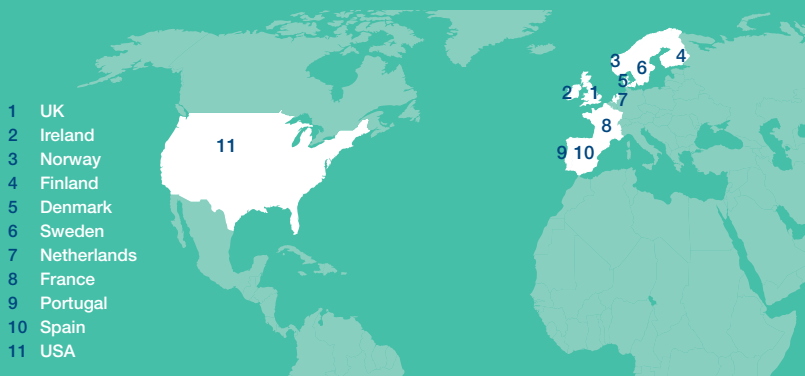 1 UK
2 Ireland
3 Norway
4 Finland
5 Denmark
6 Sweden
7 Netherlands
8 France
9 Portugal
10 Spain
11 USA
11
3
6
4
5
2
1
7
8
9
10